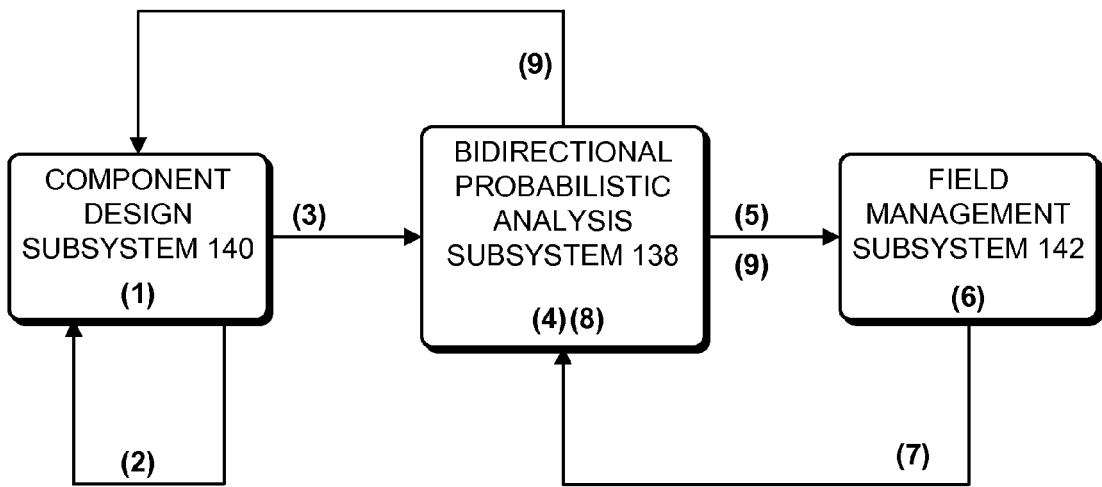 (9)
COMPONENT
DESIGN
SUBSYSTEM 140
(1)
(2)
(3)
BIDIRECTIONAL
PROBABILISTIC
ANALYSIS
SUBSYSTEM 138
(4) (8)
(5)
(9)
FIELD
MANAGEMENT
SUBSYSTEM 142
(6)
(7)